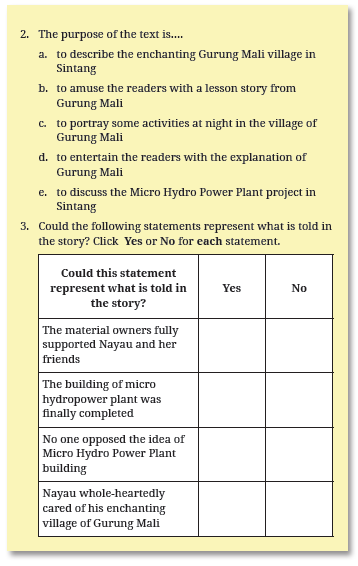 2. The purpose of the text is....
a. to describe the enchanting Gurung Mali village in
Sintang
b. to amuse the readers with a lesson story from
Gurung Mali
c. to portray some activities at night in the village of
Gurung Mali
d. to entertain the readers with the explanation of
Gurung Mali
e. to discuss the Micro Hydro Power Plant project in
Sintang
3. Could the following statements represent what is told in
the story? Click Yes or No for each statement.
Could this statement
represent what is told in
the story?
Yes
No
The material owners fully
supported Nayau and her
friends
The building of micro
hydropower plant was
finally completed
No one opposed the idea of
Micro Hydro Power Plant
building
Nayau whole-heartedly
cared of his enchanting
village of Gurung Mali